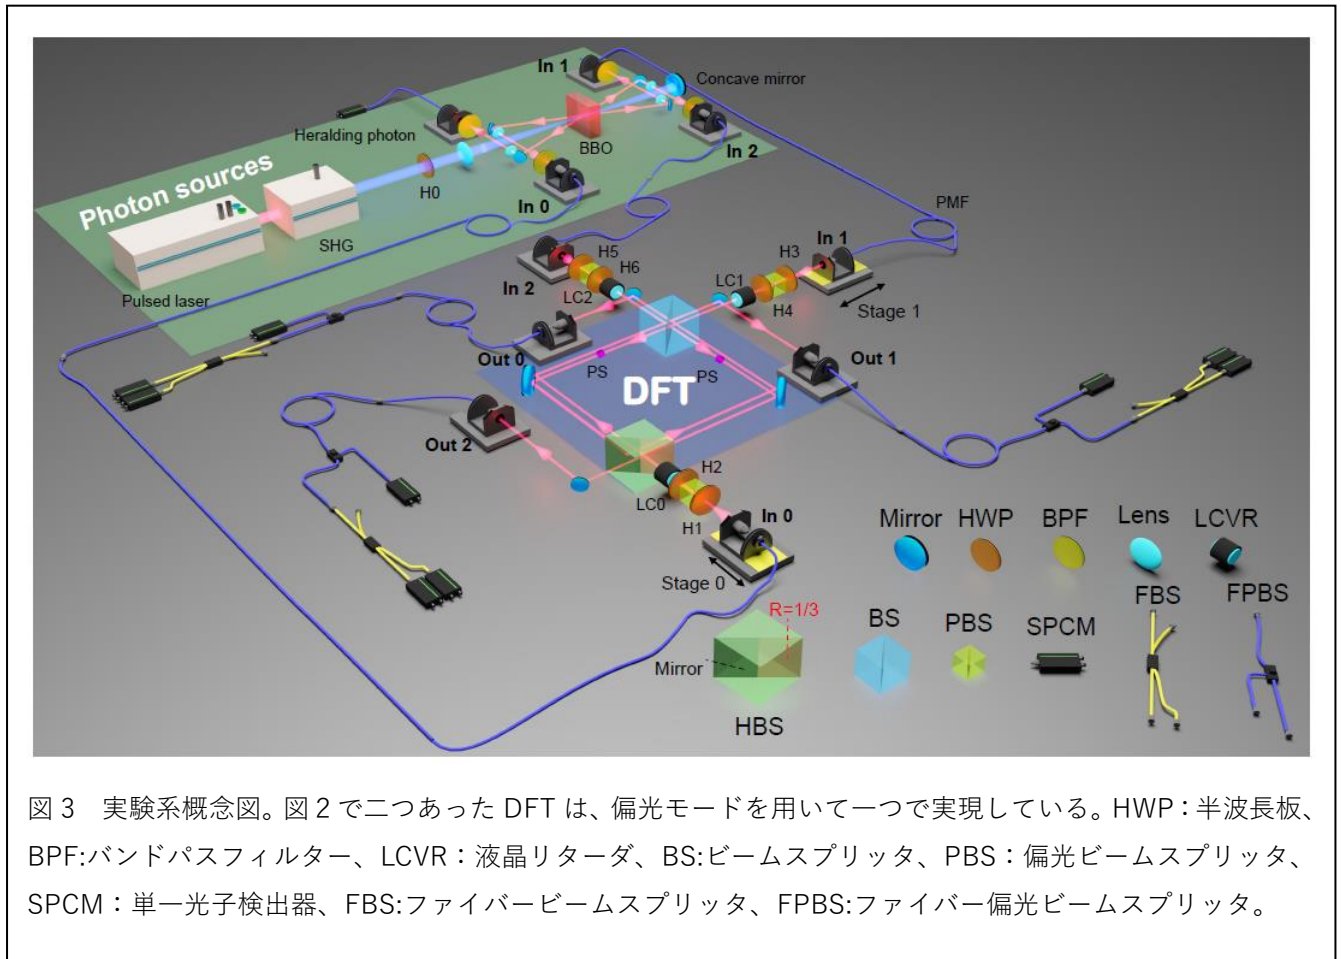 In 1
Concave mirror
Heralding photon
BBO
In 2
Photon sources
H0
In 0
SHG
Pulsed laser
PMF
In 1
H3
H5
H6
In 2
LC2
LC1
H4
Stage 1
Out 0
PS
PS
Out 1
DFT
Out 2
H2
LC0
H1
In 0
Stage 0
Mirror
HWP
BPF
Lens
LCVR
R=1/3
Mirror
HBS
BS
PBS
SPCM
FBS
FPBS
図 3　実験系概念図。図 2 で二つあった DFT は、偏光モードを用いて一つで実現している。HWP：半波長板、
BPF:バンドパスフィルター、LCVR：液晶リターダ、BS:ビームスプリッタ、PBS：偏光ビームスプリッタ、
SPCM：単一光子検出器、FBS:ファイバービームスプリッタ、FPBS:ファイバー偏光ビームスプリッタ。